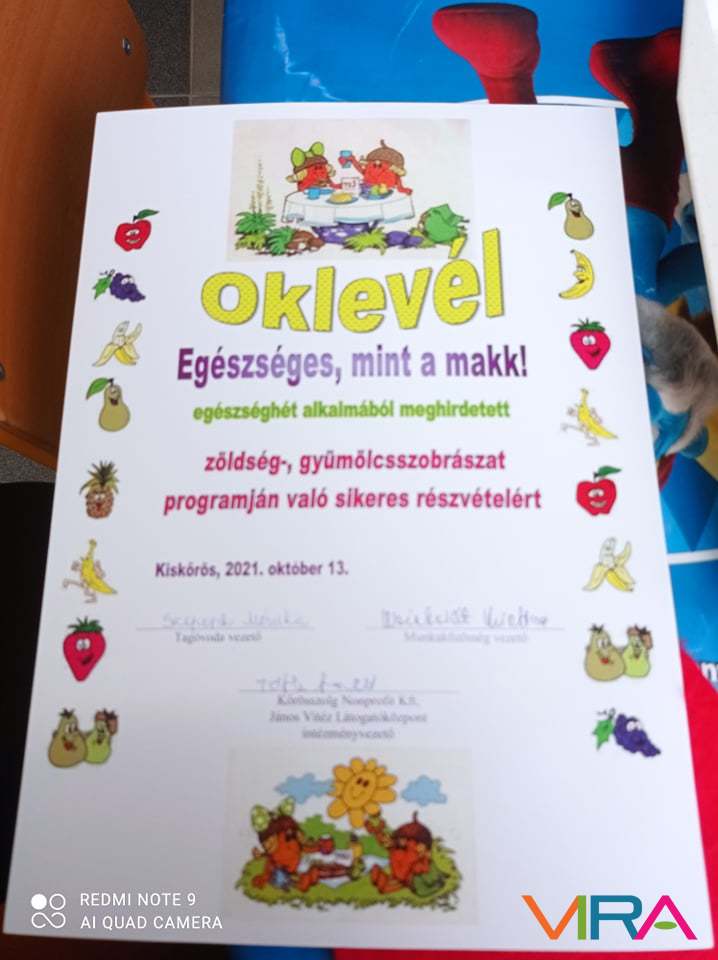 Oklevél
Egészséges, mint a makk!
egészséghét alkalmából meghirdetett
zöldség-, gyümölcsszobrászat
programján való sikeres részvételért
Kiskőrös, 2021. október 13.
Tagóvoda vezető
Munkaközösség vezető
Nonprofit Kft.
János Vitéz Látogatóközpont
intézményvezető
REDMI NOTE 9
AI QUAD CAMERA
VIRA